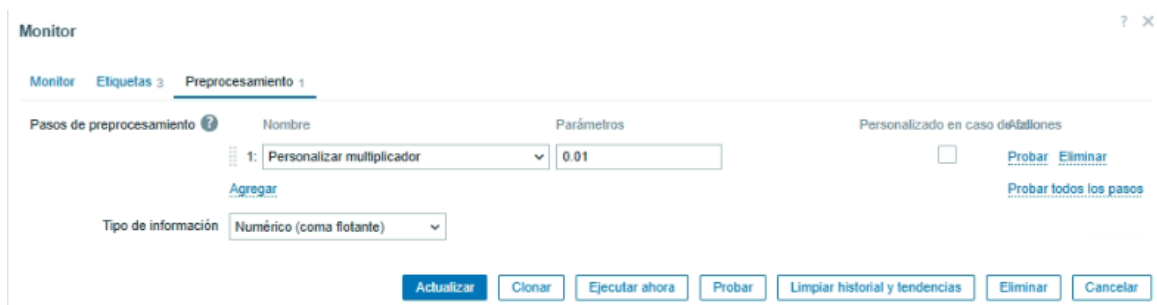 Monitor ? ×
Monitor Etiquetas 3 Preprocesamiento 1
Pasos de preprocesamiento ? Nombre Parámetros Personalizado en caso de
1: Personalizar multiplicador 0.01 Probar Eliminar
Agregar Probar todos los pasos
Tipo de información Numérico (coma flotante)
Actualizar Clonar Ejecutar ahora Probar Limpiar historial y tendencias Eliminar Cancelar